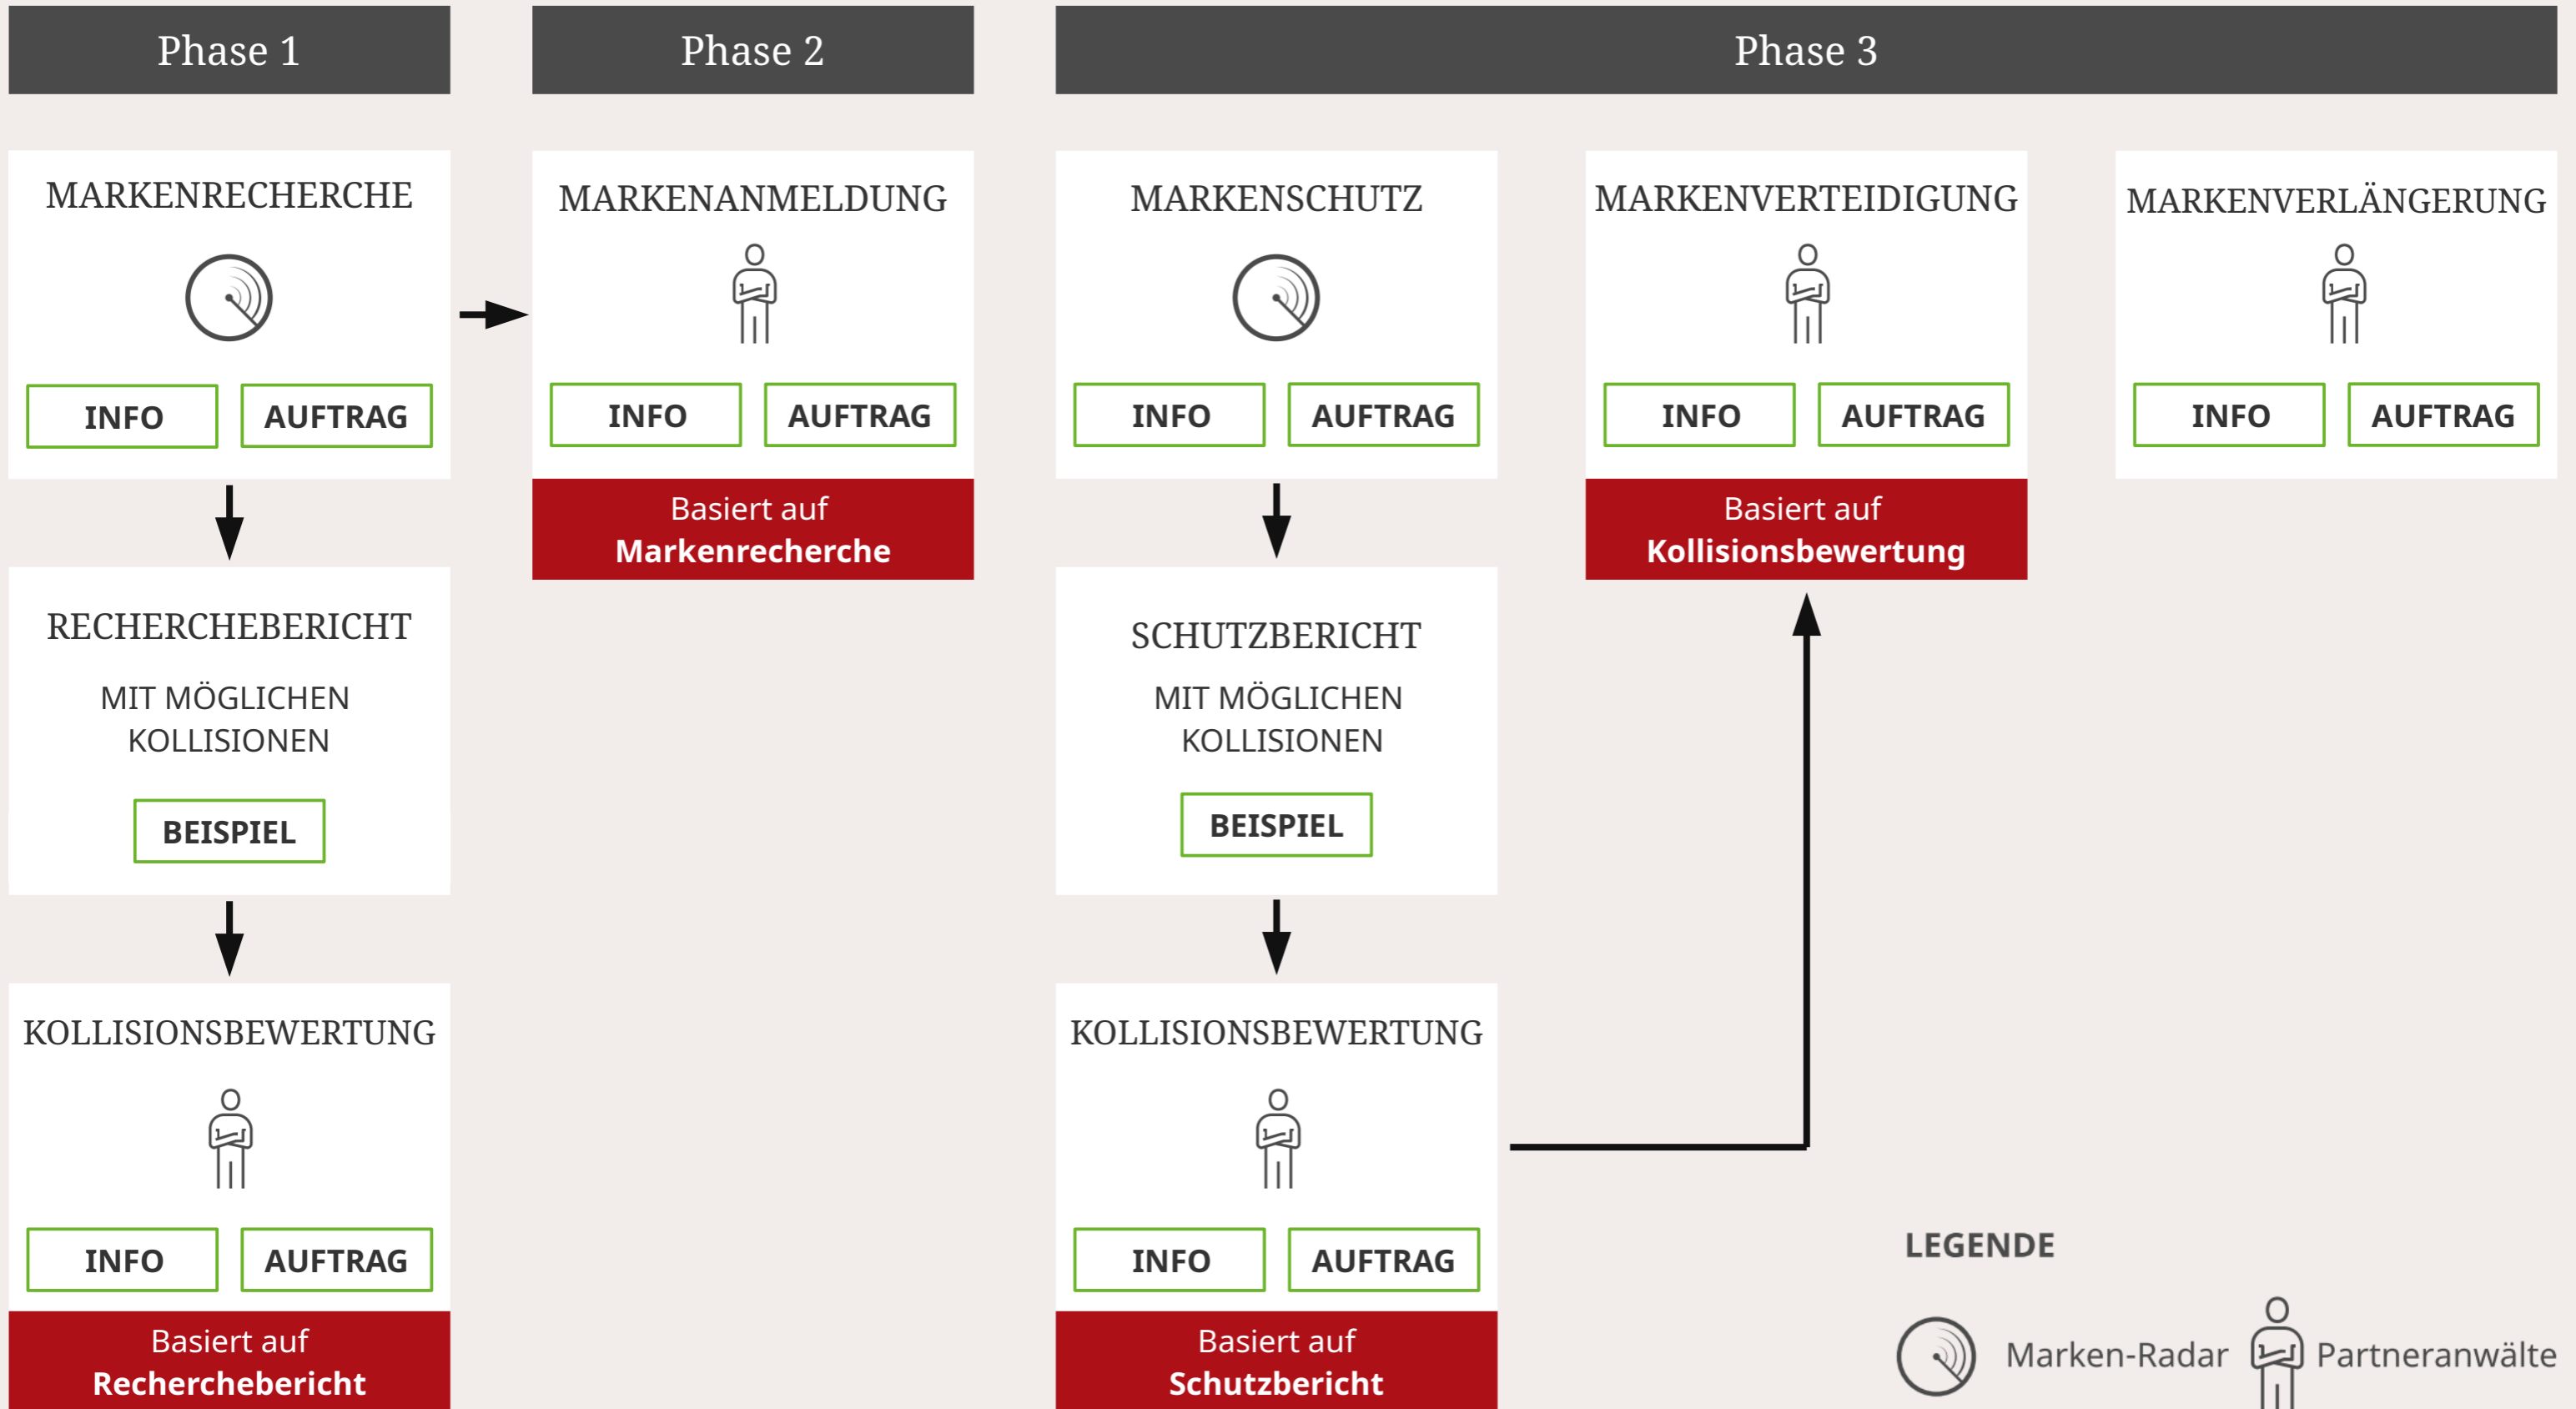 Phase 1
Phase 2
Phase 3
MARKENRECHERCHE
INFO
AUFTRAG
MARKENANMELDUNG
INFO
AUFTRAG
Basiert auf
Markenrecherche
MARKENSCHUTZ
INFO
AUFTRAG
MARKENVERTEIDIGUNG
INFO
AUFTRAG
Basiert auf
Kollisionsbewertung
MARKENVERLÄNGERUNG
INFO
AUFTRAG
RECHERCHEBERICHT
MIT MÖGLICHEN
KOLLISIONEN
BEISPIEL
SCHUTZBERICHT
MIT MÖGLICHEN
KOLLISIONEN
BEISPIEL
KOLLISIONSBEWERTUNG
INFO
AUFTRAG
Basiert auf
Recherchebericht
KOLLISIONSBEWERTUNG
INFO
AUFTRAG
Basiert auf
Schutzbericht
LEGENDE
Marken-Radar
Partneranwälte